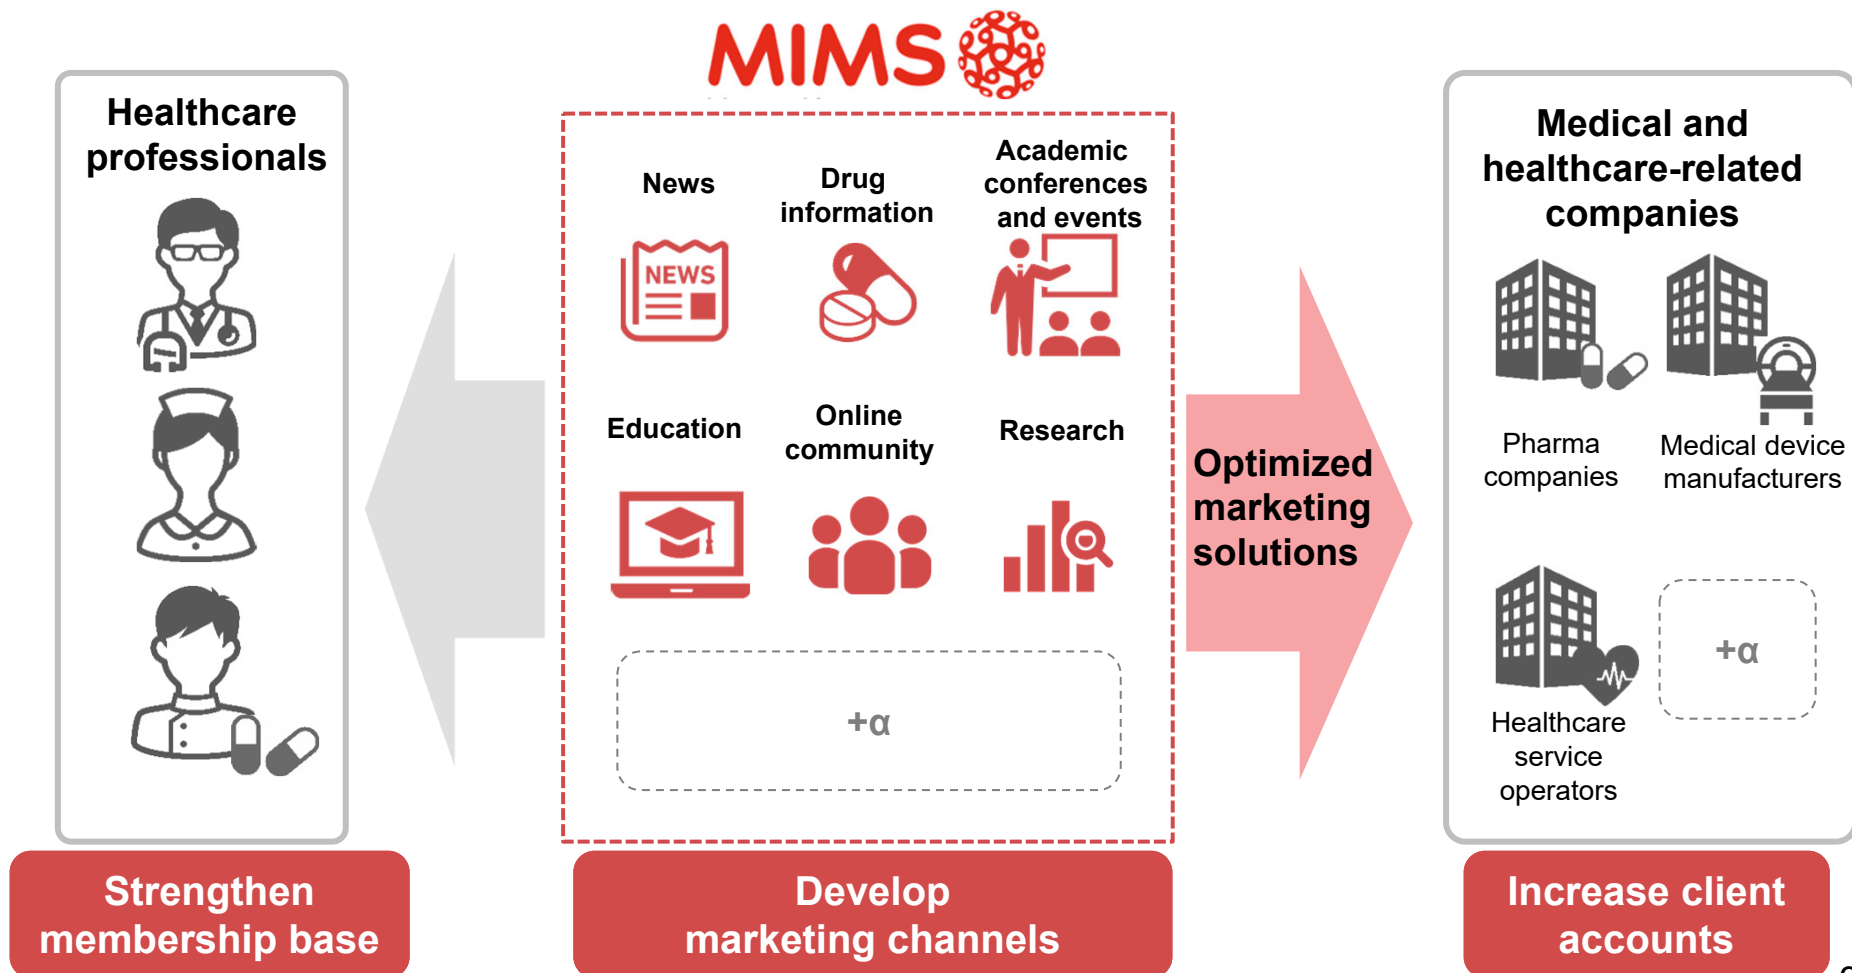 MIMS
Healthcare
professionals
News
Drug
information
Academic
conferences
and events
NEWS
Education
Online
community
Research
+α
Optimized
marketing
solutions
Medical and
healthcare-related
companies
Pharma
companies
Medical device
manufacturers
Healthcare
service
operators
+α
Strengthen
membership base
Develop
marketing channels
Increase client
accounts